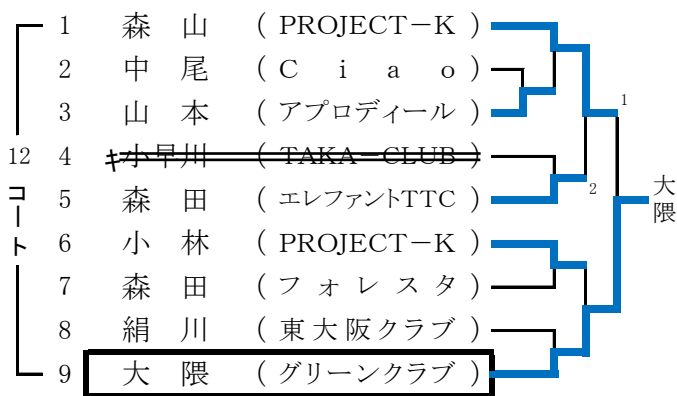 1 森 山 ( PROJECT－K )
2 中 尾 ( C i a o )
3 山 本 ( アプロディール )
キ 4 小早川 ( TAKA－CLUB )
5 森 田 ( エレファントTTC )
6 小 林 ( PROJECT－K )
7 森 田 ( フ ォ レ ス タ )
8 絹 川 ( 東大阪クラブ )
9 大 隈 ( グリーンクラブ )
12コート
1
2
大隈